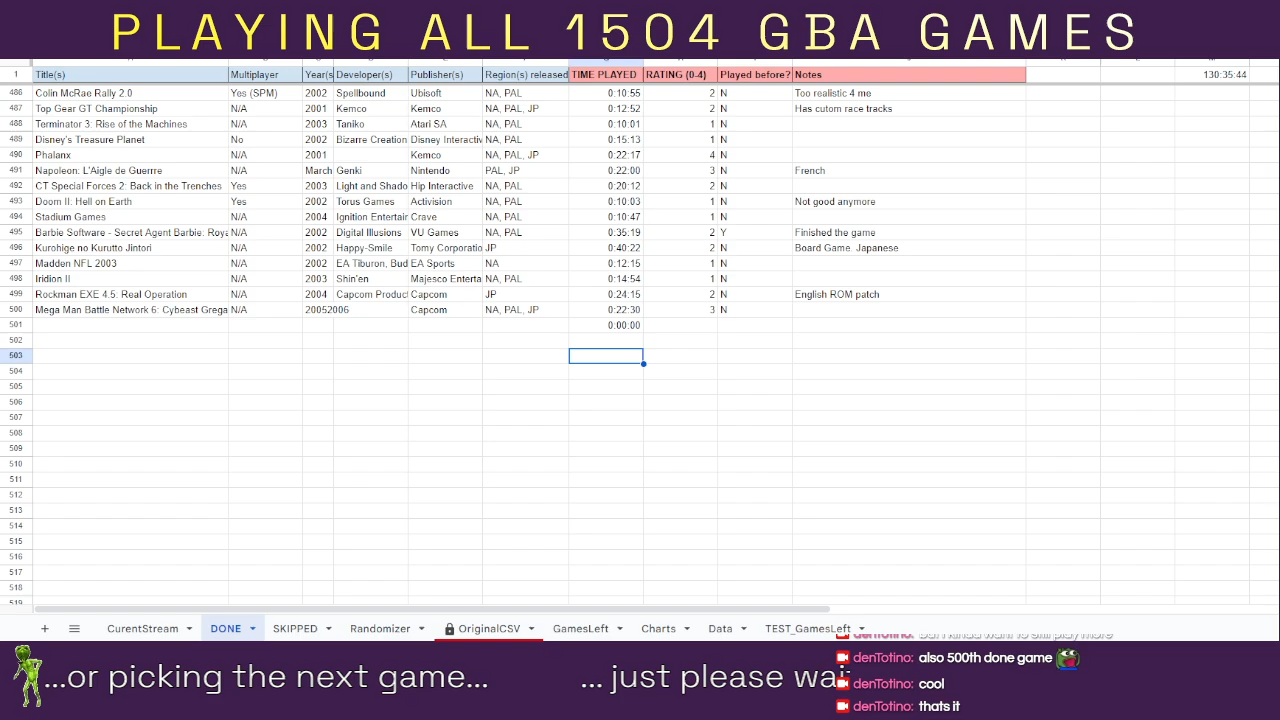 PLAYING ALL 1504 GBA GAMES
1 Title(s) Multiplayer Year(s Developer(s) Publisher(s) Region(s) released TIME PLAYED RATING (0-4) Played before? Notes 130:35:44
486 Colin McRae Rally 2.0 Yes (SPM) 2002 Spellbound Ubisoft NA, PAL 0:10:55 2 N Too realistic 4 me
487 Top Gear GT Championship N/A 2001 Kemco Kemco NA, PAL, JP 0:12:52 2 N Has cutom race tracks
488 Terminator 3: Rise of the Machines N/A 2003 Taniko Atari SA NA, PAL 0:10:01 1 N
489 Disney's Treasure Planet No 2002 Bizarre Creation Disney Interactiv NA, PAL 0:15:13 1 N
490 Phalanx N/A 2001 Kemco NA, PAL, JP 0:22:17 4 N
491 Napoleon: L'Aigle de Guerrre N/A March Genki Nintendo PAL, JP 0:22:00 3 N French
492 CT Special Forces 2: Back in the Trenches Yes 2003 Light and Shado Hip Interactive NA, PAL 0:20:12 2 N
493 Doom II: Hell on Earth Yes 2002 Torus Games Activision NA, PAL 0:10:03 1 N Not good anymore
494 Stadium Games N/A 2004 Ignition Entertair Crave NA, PAL 0:10:47 1 N
495 Barbie Software - Secret Agent Barbie: Roya N/A 2002 Digital Illusions VU Games NA, PAL 0:35:19 2 Y Finished the game
496 Kurohige no Kurutto Jintori N/A 2002 Happy-Smile Tomy Corporatio JP 0:40:22 2 N Board Game. Japanese
497 Madden NFL 2003 N/A 2002 EA Tiburon, Bud EA Sports NA 0:12:15 1 N
498 Iridion II N/A 2003 Shin'en Majesco Enterta NA, PAL 0:14:54 1 N
499 Rockman EXE 4.5: Real Operation N/A 2004 Capcom Product Capcom JP 0:24:15 2 N English ROM patch
500 Mega Man Battle Network 6: Cybeast Grega N/A 20052006 Capcom NA, PAL, JP 0:22:30 3 N
501 0:00:00
502
503
504
505
506
507
508
509
510
511
512
513
514
515
516
517
518
519
+ CurentStream DONE SKIPPED Randomizer OriginalCSV GamesLeft Charts Data TEST_GamesLeft
denTotino: but i kinda want to still play more
denTotino: also 500th done game
...or picking the next game... ... just please wai
denTotino: cool
denTotino: thats it